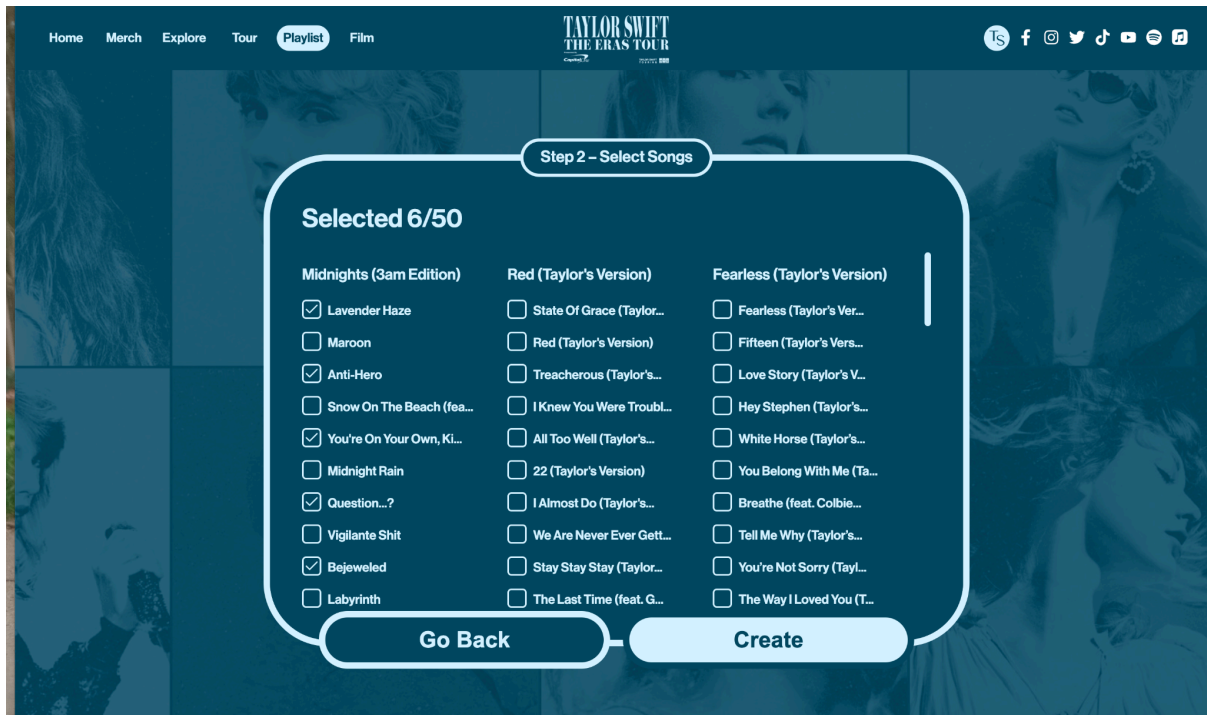 Home Merch Explore Tour Playlist Film
TAYLOR SWIFT
THE ERAS TOUR
Capital One
TS
Step 2 – Select Songs
Selected 6/50
Midnights (3am Edition)
Lavender Haze
Maroon
Anti-Hero
Snow On The Beach (fea...
You're On Your Own, Ki...
Midnight Rain
Question...?
Vigilante Shit
Bejeweled
Labyrinth
Red (Taylor's Version)
State Of Grace (Taylor...
Red (Taylor's Version)
Treacherous (Taylor's...
I Knew You Were Troubl...
All Too Well (Taylor's...
22 (Taylor's Version)
I Almost Do (Taylor's...
We Are Never Ever Gett...
Stay Stay Stay (Taylor...
The Last Time (feat. G...
Fearless (Taylor's Version)
Fearless (Taylor's Ver...
Fifteen (Taylor's Vers...
Love Story (Taylor's V...
Hey Stephen (Taylor's...
White Horse (Taylor's...
You Belong With Me (Ta...
Breathe (feat. Colbie...
Tell Me Why (Taylor's...
You're Not Sorry (Tayl...
The Way I Loved You (T...
Go Back
Create